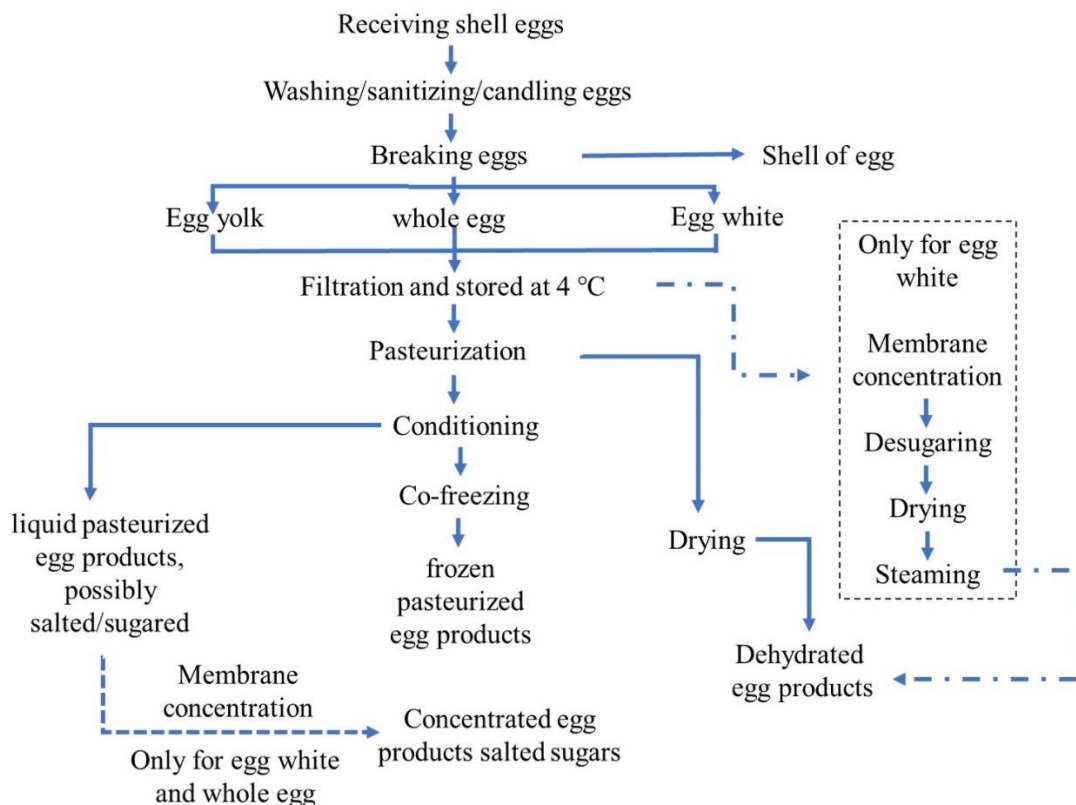 Receiving shell eggs
Washing/sanitizing/candling eggs
Breaking eggs
Shell of egg
Egg yolk
whole egg
Egg white
Filtration and stored at 4 °C
Pasteurization
Conditioning
Co-freezing
frozen
pasteurized
egg products
liquid pasteurized
egg products,
possibly
salted/sugared
Membrane
concentration
Only for egg white
and whole egg
Concentrated egg
products salted sugars
Drying
Dehydrated
egg products
Only for egg
white
Membrane
concentration
Desugaring
Drying
Steaming